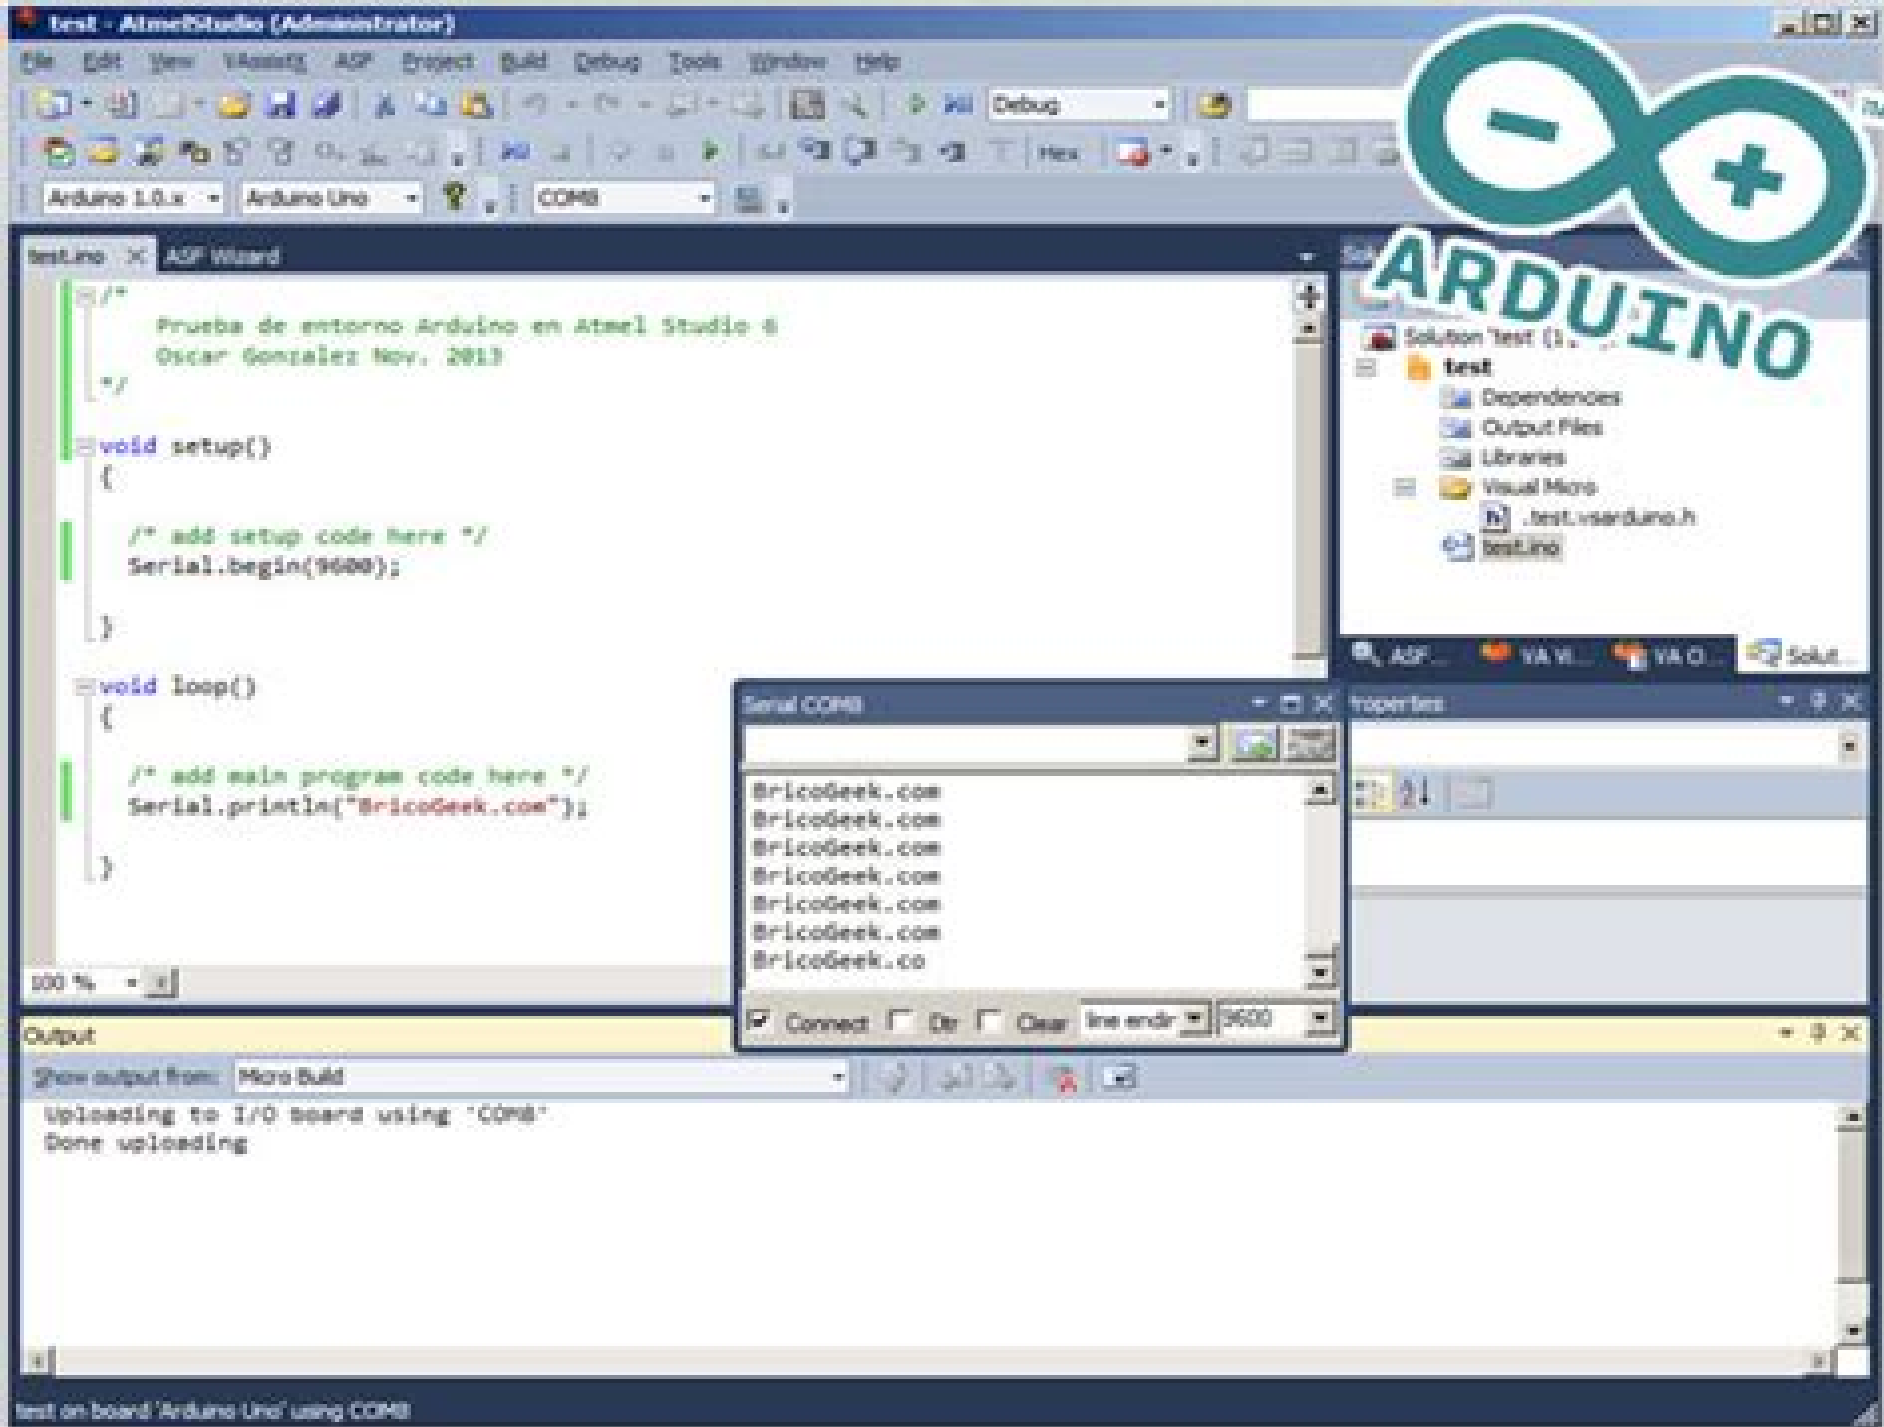 test - AtmelStudio (Administrator)
File Edit View VAssistX ASF Project Build Debug Tools Window Help
Debug
Hex
Arduino 1.0.x Arduino Uno COM8
test.ino ASF Wizard
/*
Prueba de entorno Arduino en Atmel Studio 6
Oscar Gonzalez Nov. 2013
*/
void setup()
{
/* add setup code here */
Serial.begin(9600);
}
void loop()
{
/* add main program code here */
Serial.println("BricoGeek.com");
}
100 %
ARDUINO
Solution 'test' (1
test
Dependencies
Output Files
Libraries
Visual Micro
.test.vsarduino.h
test.ino
ASF... VA Vi... VA O... Solut...
Serial COM8
BricoGeek.com
BricoGeek.com
BricoGeek.com
BricoGeek.com
BricoGeek.com
BricoGeek.com
BricoGeek.co
Connect Dtr Clear line endir 9600
Properties
Output
Show output from: Micro Build
Uploading to I/O board using 'COM8'
Done uploading
test on board 'Arduino Uno' using COM8